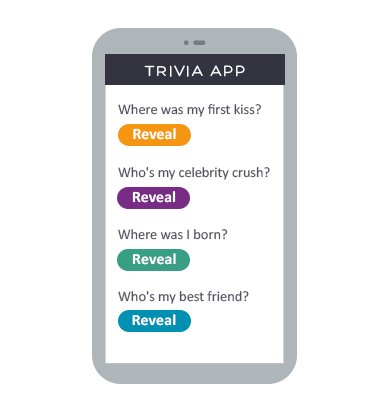 TRIVIA APP
Where was my first kiss?
Reveal
Who's my celebrity crush?
Reveal
Where was I born?
Reveal
Who's my best friend?
Reveal